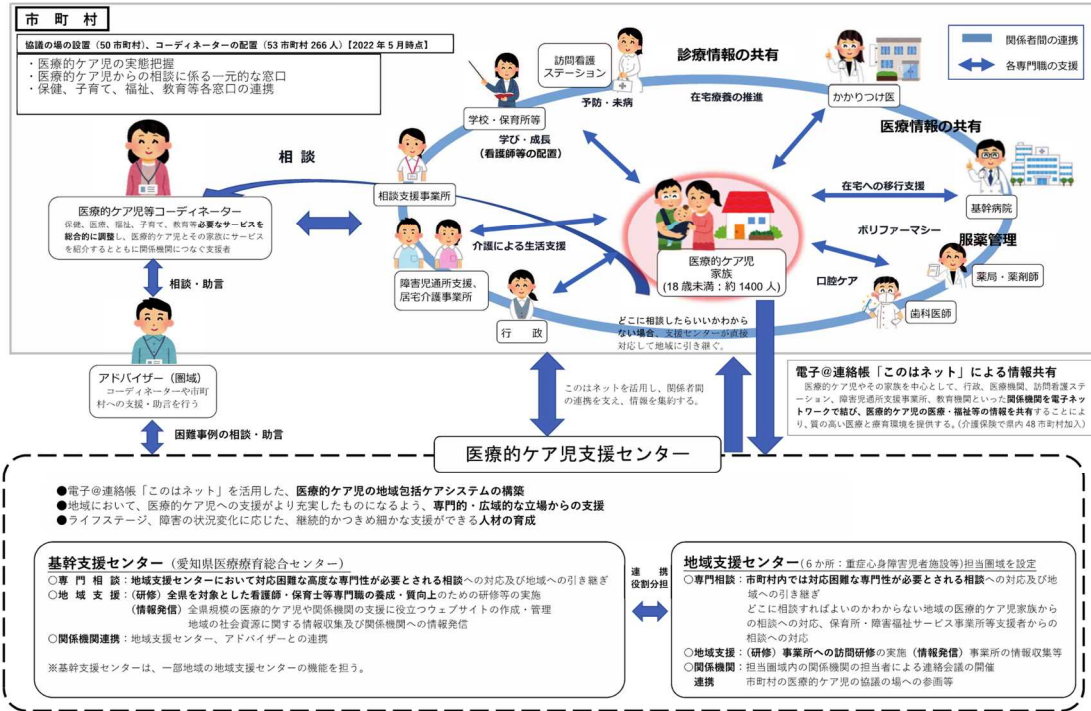 市 町 村
協議の場の設置（50 市町村）、コーディネーターの配置（53 市町村 266 人）【2022 年 5 月時点】
・医療的ケア児の実態把握
・医療的ケア児からの相談に係る一元的な窓口
・保健、子育て、福祉、教育等各窓口の連携
関係者間の連携
各専門職の支援
診療情報の共有
訪問看護
ステーション
予防・未病
在宅療養の推進
かかりつけ医
学校・保育所等
学び・成長
（看護師等の配置）
医療情報の共有
相 談
相談支援事業所
在宅への移行支援
基幹病院
医療的ケア児等コーディネーター
保健、医療、福祉、子育て、教育等必要なサービスを
総合的に調整し、医療的ケア児とその家族にサービス
を紹介するとともに関係機関につなぐ支援者
介護による生活支援
ポリファーマシー
服薬管理
医療的ケア児
家族
(18 歳未満：約 1400 人)
薬局・薬剤師
口腔ケア
相談・助言
障害児通所支援、
居宅介護事業所
歯科医師
行 政
どこに相談したらいいかわから
ない場合、支援センターが直接
対応して地域に引き継ぐ。
アドバイザー（圏域）
コーディネーターや市町
村への支援・助言を行う
このはネットを活用し、関係者間
の連携を支え、情報を集約する。
電子@連絡帳「このはネット」による情報共有
医療的ケア児やその家族を中心として、行政、医療機関、訪問看護ステ
ーション、障害児通所支援事業所、教育機関といった関係機関を電子ネッ
トワークで結び、医療的ケア児の医療・福祉等の情報を共有することによ
り、質の高い医療と療育環境を提供する。（介護保険で県内 48 市町村加入）
困難事例の相談・助言
医療的ケア児支援センター
●電子@連絡帳「このはネット」を活用した、医療的ケア児の地域包括ケアシステムの構築
●地域において、医療的ケア児への支援がより充実したものになるよう、専門的・広域的な立場からの支援
●ライフステージ、障害の状況変化に応じた、継続的かつきめ細かな支援ができる人材の育成
基幹支援センター（愛知県医療療育総合センター）
○専 門 相 談：地域支援センターにおいて対応困難な高度な専門性が必要とされる相談への対応及び地域への引き継ぎ
○地 域 支 援：（研修）全県を対象とした看護師・保育士等専門職の養成・質向上のための研修等の実施
（情報発信）全県規模の医療的ケア児や関係機関の支援に役立つウェブサイトの作成・管理
地域の社会資源に関する情報収集及び関係機関への情報発信
○関係機関連携：地域支援センター、アドバイザーとの連携
※基幹支援センターは、一部地域の地域支援センターの機能を担う。
連 携
役割分担
地域支援センター（6 か所：重症心身障害児者施設等）担当圏域を設定
○専門相談：市町村内では対応困難な専門性が必要とされる相談への対応及び地
域への引き継ぎ
どこに相談すればよいのかわからない地域の医療的ケア児家族から
の相談への対応、保育所・障害福祉サービス事業所等支援者からの
相談への対応
○地域支援：（研修）事業所への訪問研修の実施（情報発信）事業所の情報収集等
○関係機関：担当圏域内の関係機関の担当者による連絡会議の開催
連携 市町村の医療的ケア児の協議の場への参画等